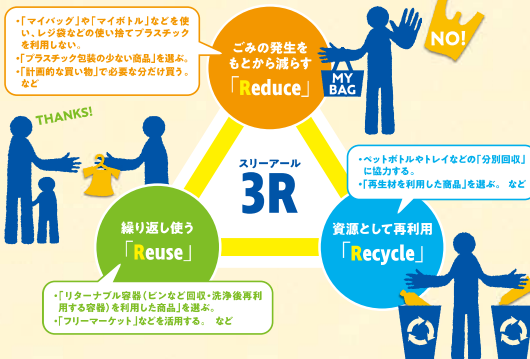 ・「マイバッグ」や「マイボトル」などを使
い、レジ袋などの使い捨てプラスチック
を利用しない。
・「プラスチック包装の少ない商品」を選ぶ。
・「計画的な買い物」で必要な分だけ買う。
など
ごみの発生を
もとから減らす
「Reduce」
MY
BAG
NO!
THANKS!
スリーアール
3R
・ペットボトルやトレイなどの「分別回収」
に協力する。
・「再生材を利用した商品」を選ぶ。 など
繰り返し使う
「Reuse」
資源として再利用
「Recycle」
・「リターナブル容器(ビンなど回収・洗浄後再利
用する容器)を利用した商品」を選ぶ。
・「フリーマーケット」などを活用する。 など